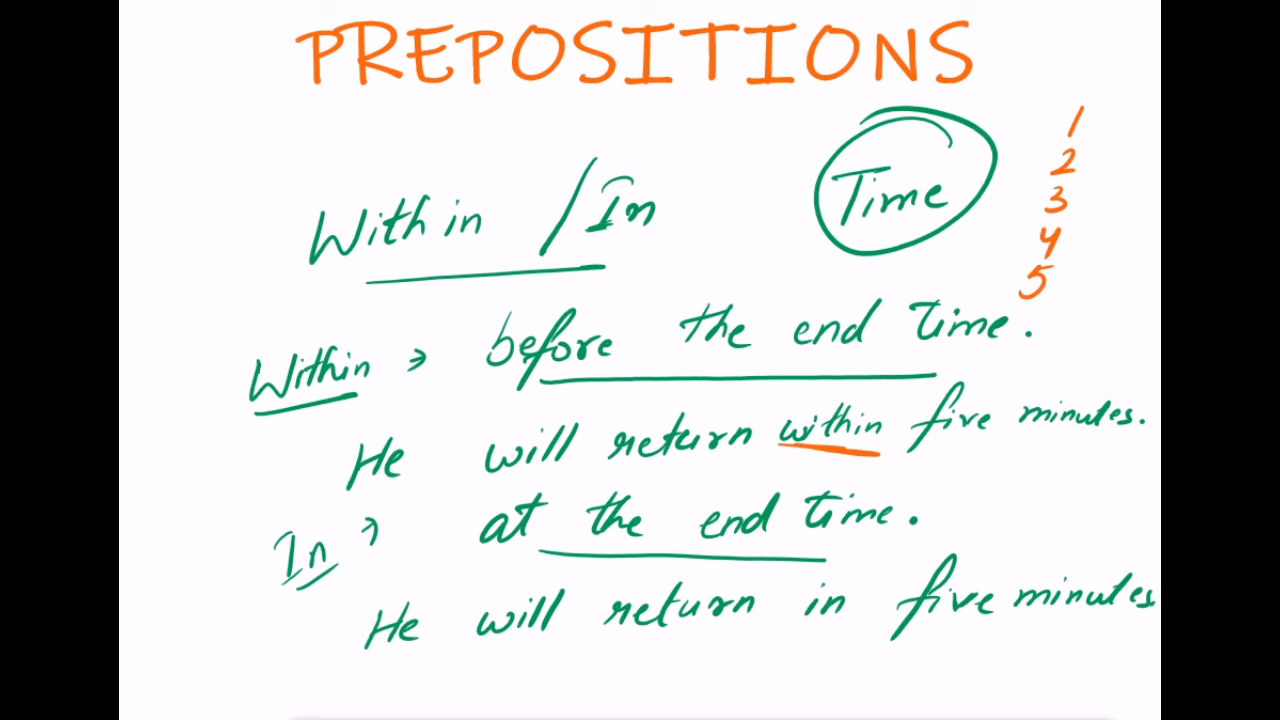 PREPOSITIONS
Within / In
Time
1
2
3
4
5
Within → before the end time.
He will return within five minutes.
In → at the end time.
He will return in five minutes